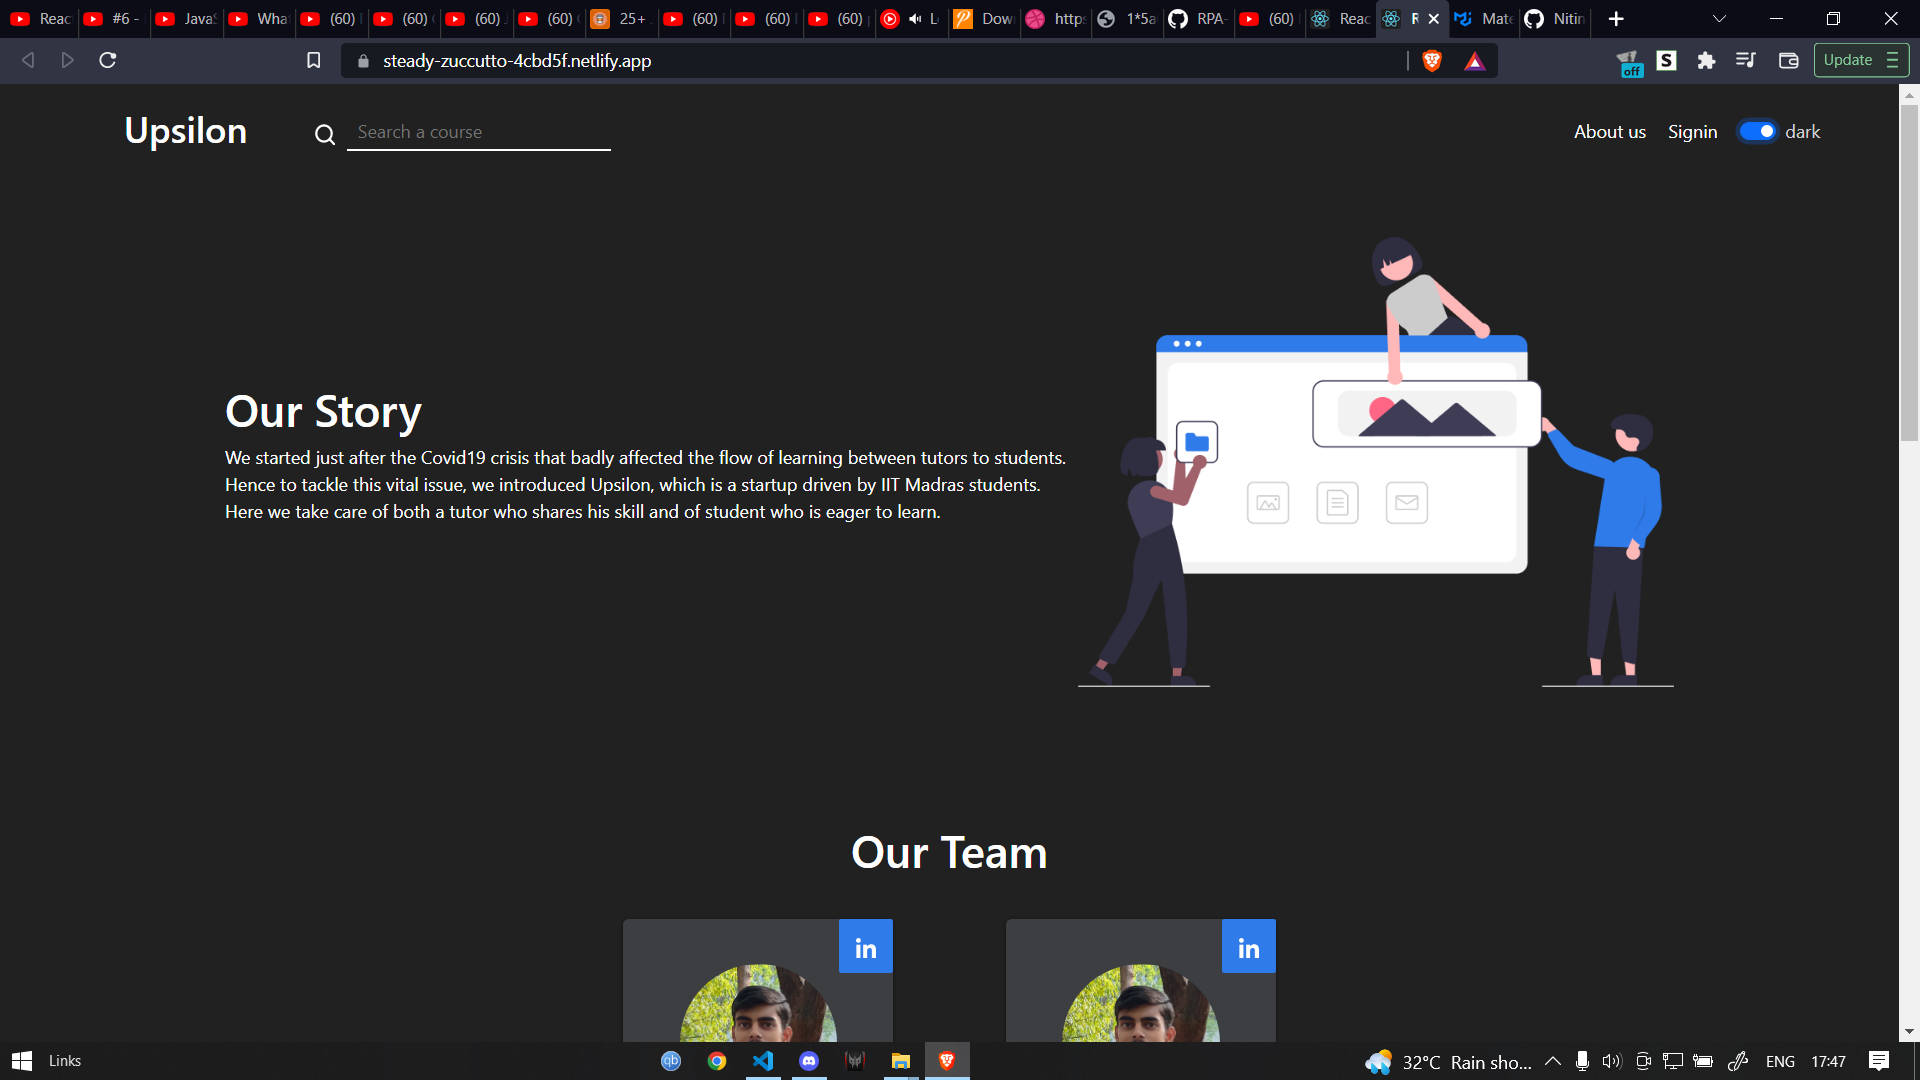 Reac #6 - Java What (60) (60) (60) (60) 25+ (60) (60) (60) Dow https 1*5a RPA- (60) Reac R Mate Nitin
steady-zuccutto-4cbd5f.netlify.app
off
S
Update
Upsilon
Search a course
About us
Signin
dark
Our Story
We started just after the Covid19 crisis that badly affected the flow of learning between tutors to students.
Hence to tackle this vital issue, we introduced Upsilon, which is a startup driven by IIT Madras students.
Here we take care of both a tutor who shares his skill and of student who is eager to learn.
Our Team
in in
Links
qb
32°C Rain sho...
ENG
17:47